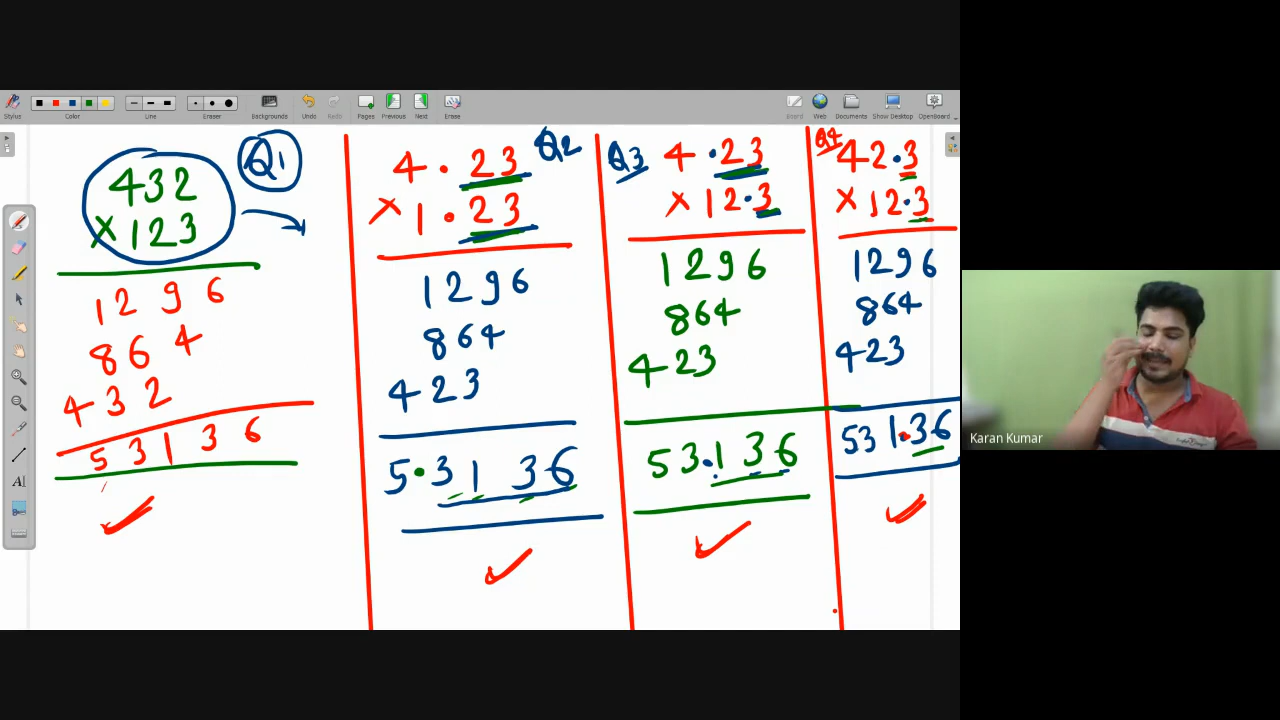 Stylus
Color
Line
Eraser
Backgrounds
Undo
Redo
Pages
Previous
Next
Erase
Board
Web
Documents
Show Desktop
OpenBoard
Q1
432
×123
1296
864
432
53136
Q2
4.23
×1.23
1296
864
423
5.3136
Q3
4.23
×12.3
1296
864
423
53.136
Q4
42.3
×12.3
1296
864
423
531.36
Karan Kumar